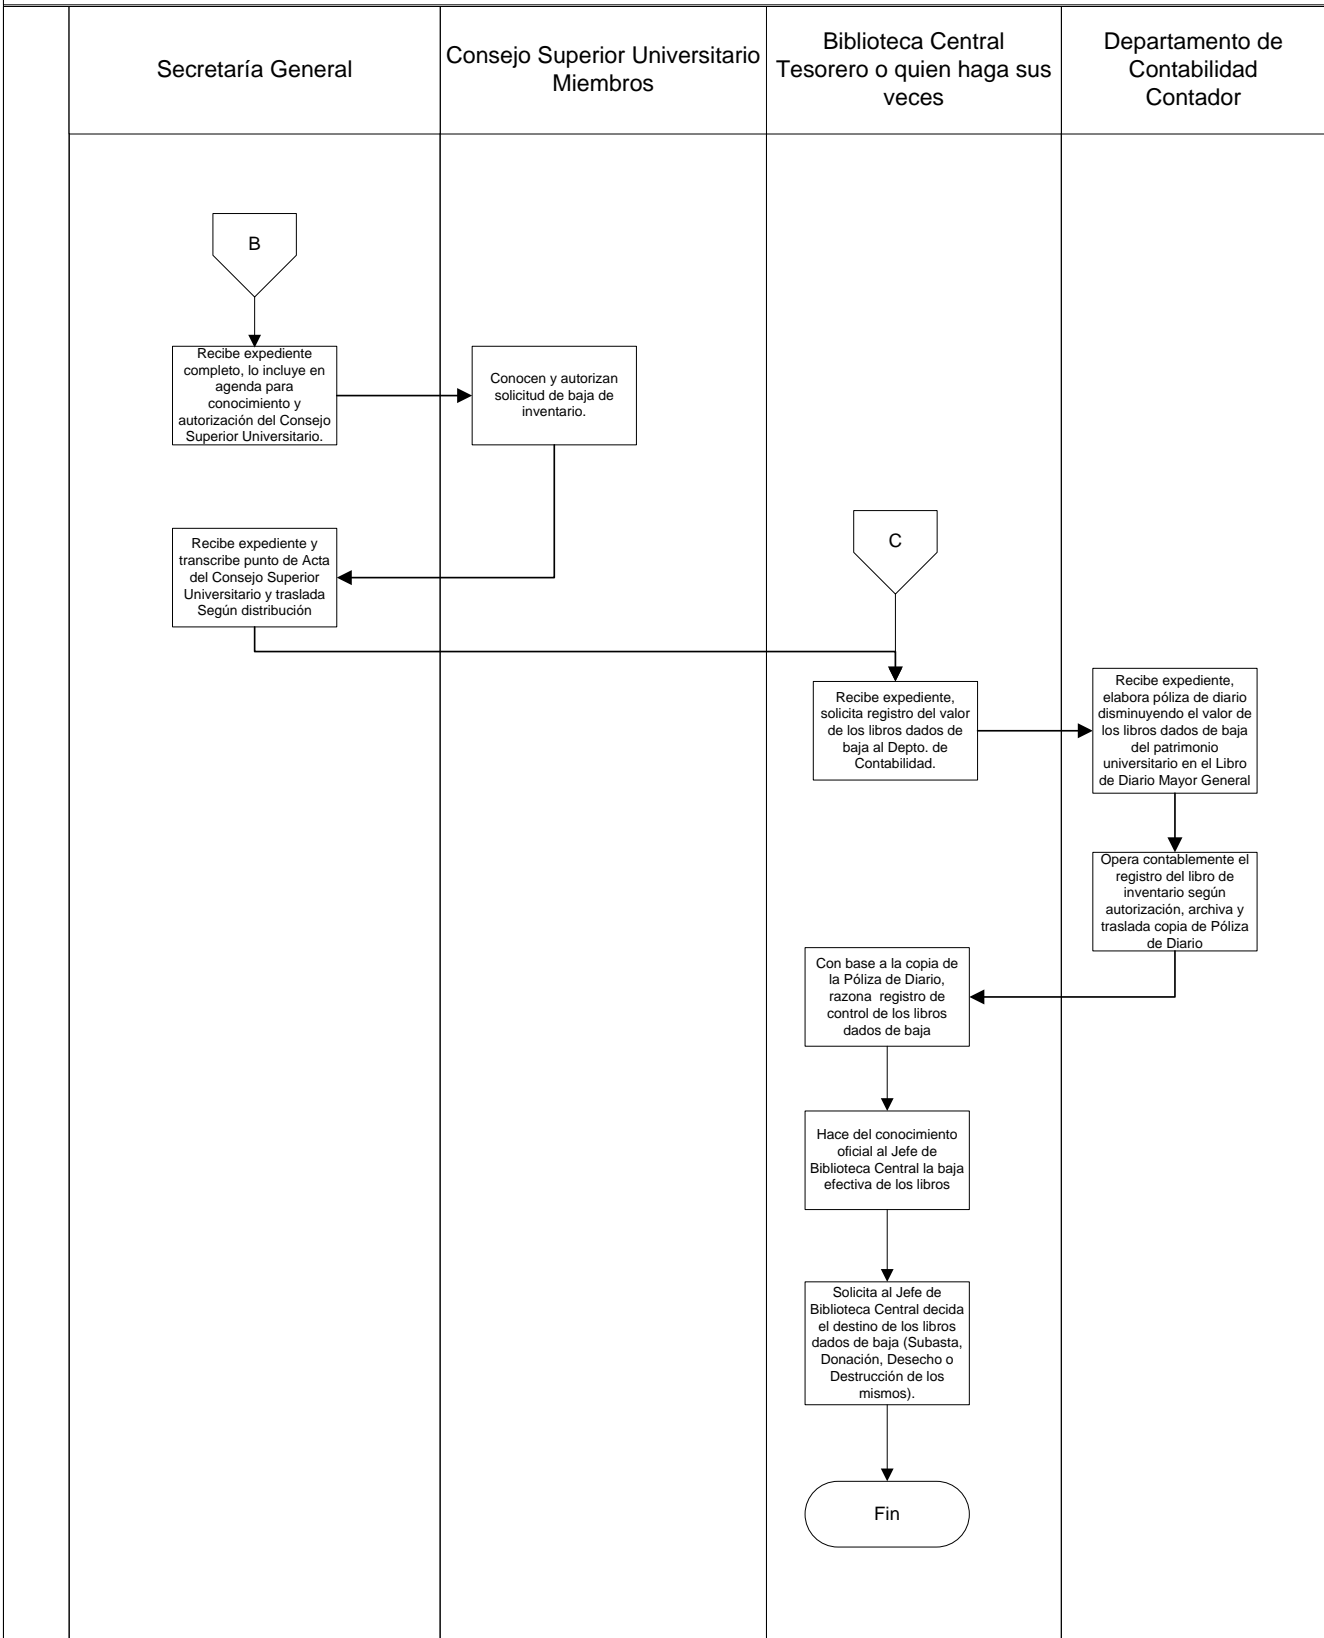 Secretaría General
Consejo Superior Universitario
Miembros
Biblioteca Central
Tesorero o quien haga sus
veces
Departamento de
Contabilidad
Contador
B
Recibe expediente
completo, lo incluye en
agenda para
conocimiento y
autorización del Consejo
Superior Universitario.
Conocen y autorizan
solicitud de baja de
inventario.
Recibe expediente y
transcribe punto de Acta
del Consejo Superior
Universitario y traslada
Según distribución
C
Recibe expediente,
solicita registro del valor
de los libros dados de
baja al Depto. de
Contabilidad.
Recibe expediente,
elabora póliza de diario
disminuyendo el valor de
los libros dados de baja
del patrimonio
universitario en el Libro
de Diario Mayor General
Opera contablemente el
registro del libro de
inventario según
autorización, archiva y
traslada copia de Póliza
de Diario
Con base a la copia de
la Póliza de Diario,
razona registro de
control de los libros
dados de baja
Hace del conocimiento
oficial al Jefe de
Biblioteca Central la baja
efectiva de los libros
Solicita al Jefe de
Biblioteca Central decida
el destino de los libros
dados de baja (Subasta,
Donación, Desecho o
Destrucción de los
mismos).
Fin